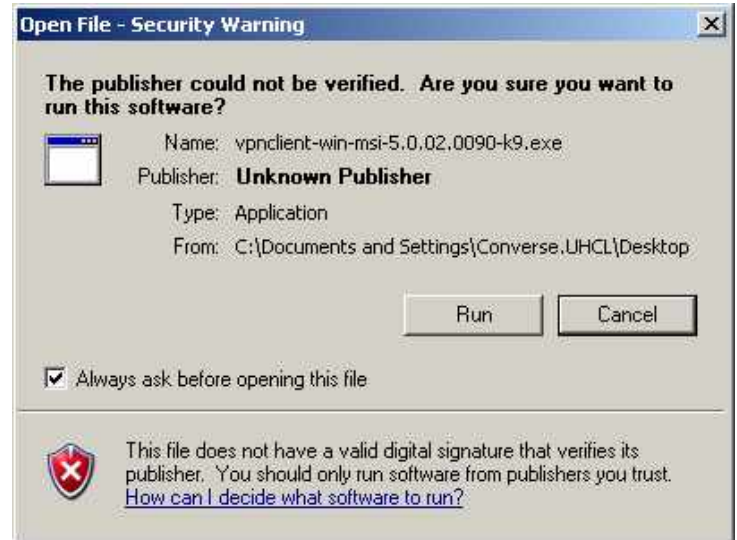 Open File - Security Warning
The publisher could not be verified.  Are you sure you want to
run this software?
Name: vpnclient-win-msi-5.0.02.0090-k9.exe
Publisher: Unknown Publisher
Type: Application
From: C:\Documents and Settings\Converse.UHCL\Desktop
Run Cancel
Always ask before opening this file
This file does not have a valid digital signature that verifies its
publisher.  You should only run software from publishers you trust.
How can I decide what software to run?